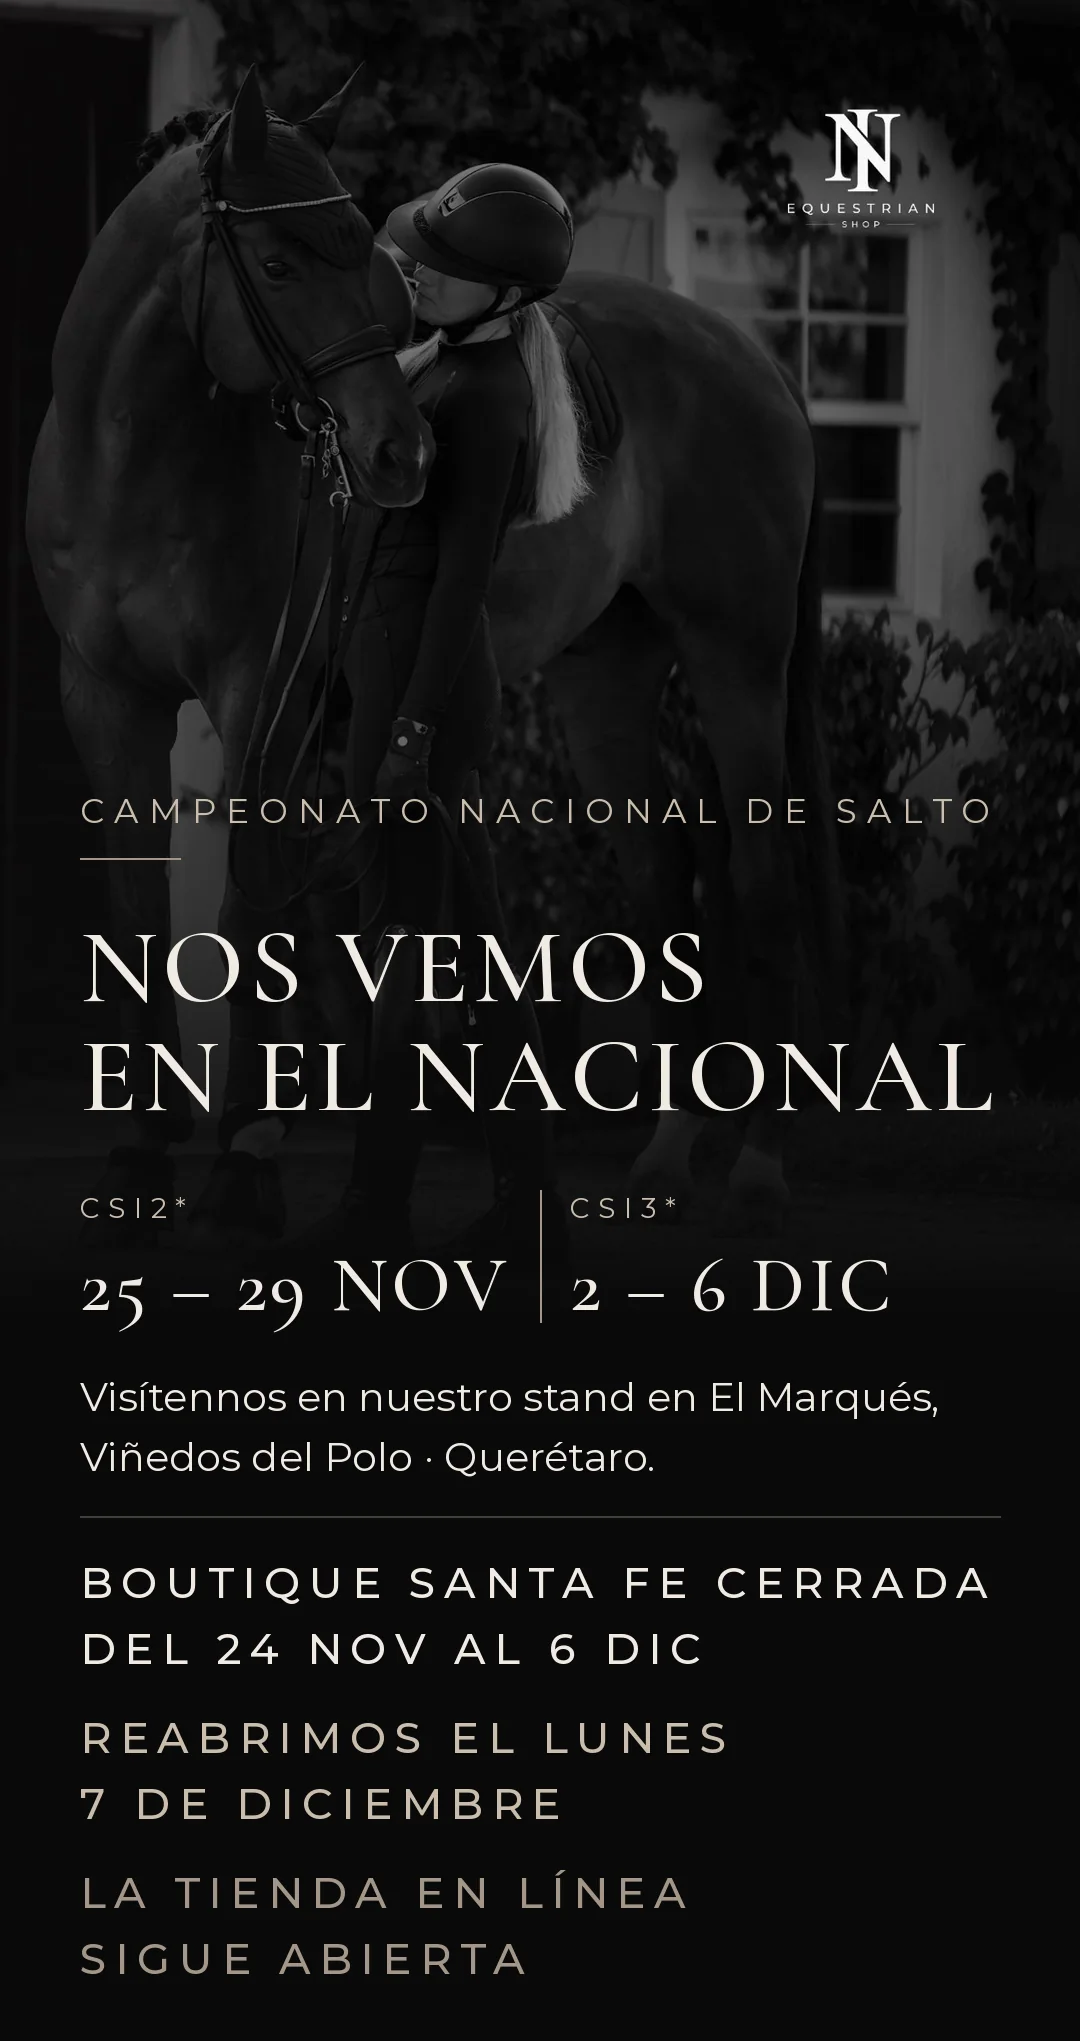 IN
EQUESTRIAN
SHOP
CAMPEONATO NACIONAL DE SALTO
NOS VEMOS
EN EL NACIONAL
CSI2*
25 – 29 NOV
CSI3*
2 – 6 DIC
Visítennos en nuestro stand en El Marqués,
Viñedos del Polo · Querétaro.
BOUTIQUE SANTA FE CERRADA
DEL 24 NOV AL 6 DIC
REABRIMOS EL LUNES
7 DE DICIEMBRE
LA TIENDA EN LÍNEA
SIGUE ABIERTA